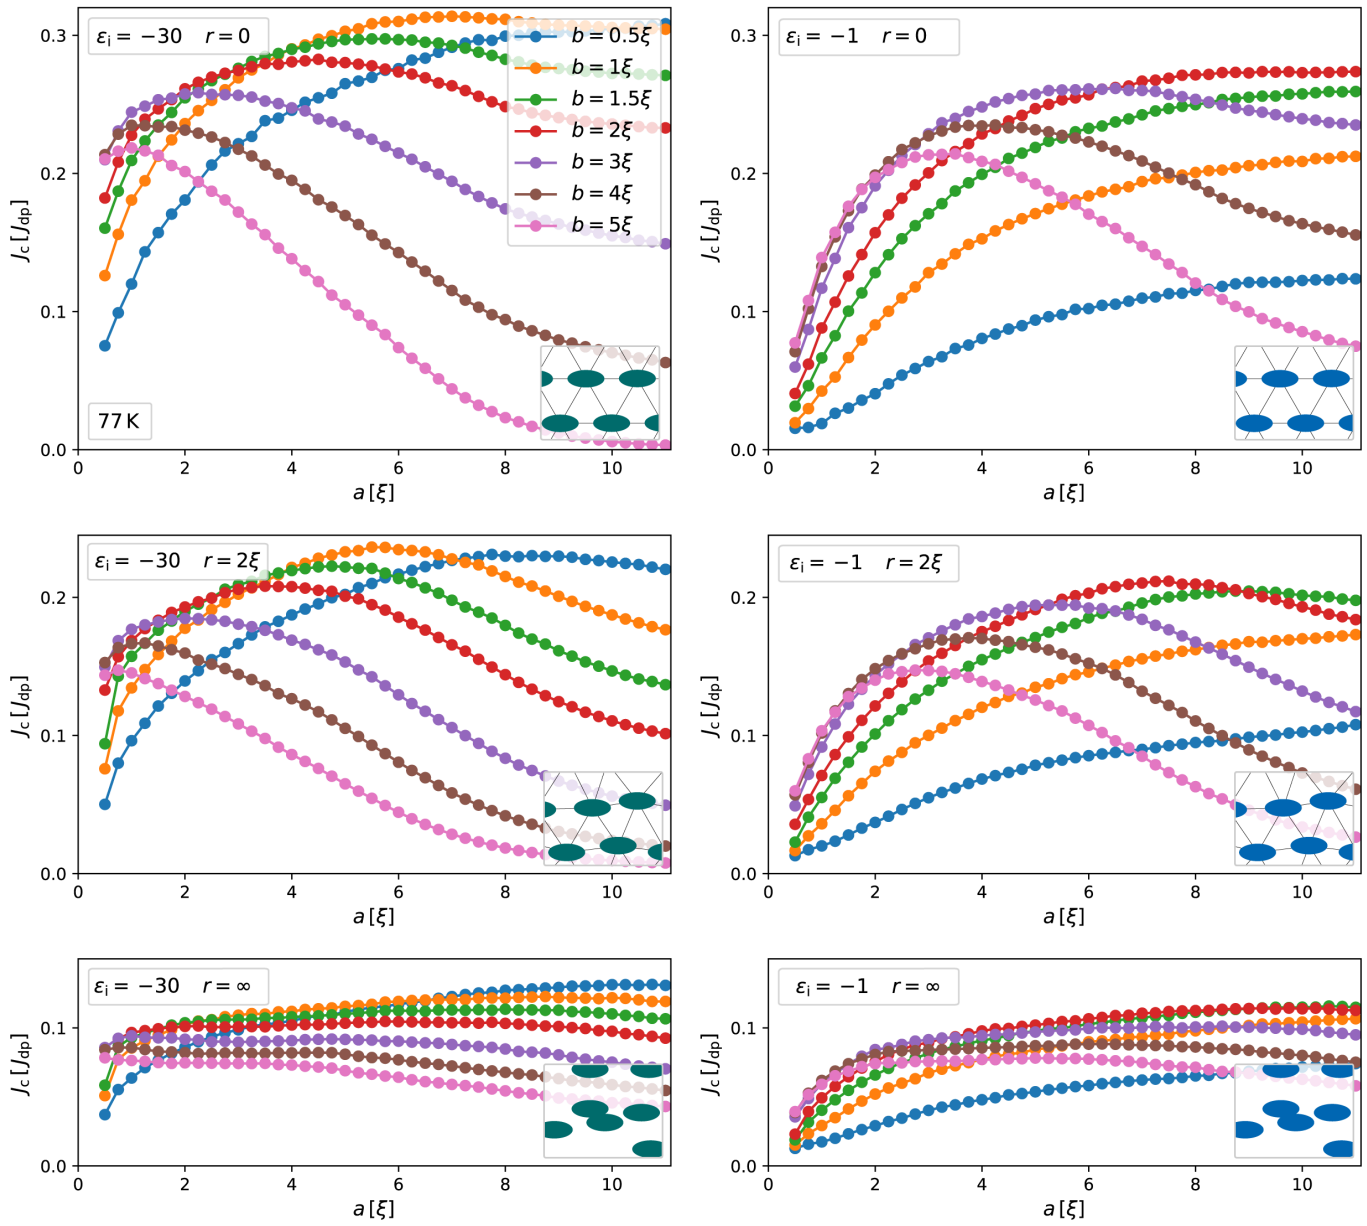 εi = −30 r = 0
b = 0.5ξ
b = 1ξ
b = 1.5ξ
b = 2ξ
b = 3ξ
b = 4ξ
b = 5ξ
77 K
0.3
0.2
0.1
0.0
Jc [Jdp]
0 2 4 6 8 10
a [ξ]
εi = −1 r = 0
0.3
0.2
0.1
0.0
Jc [Jdp]
0 2 4 6 8 10
a [ξ]
εi = −30 r = 2ξ
0.2
0.1
0.0
Jc [Jdp]
0 2 4 6 8 10
a [ξ]
εi = −1 r = 2ξ
0.2
0.1
0.0
Jc [Jdp]
0 2 4 6 8 10
a [ξ]
εi = −30 r = ∞
0.1
0.0
Jc [Jdp]
0 2 4 6 8 10
a [ξ]
εi = −1 r = ∞
0.1
0.0
Jc [Jdp]
0 2 4 6 8 10
a [ξ]